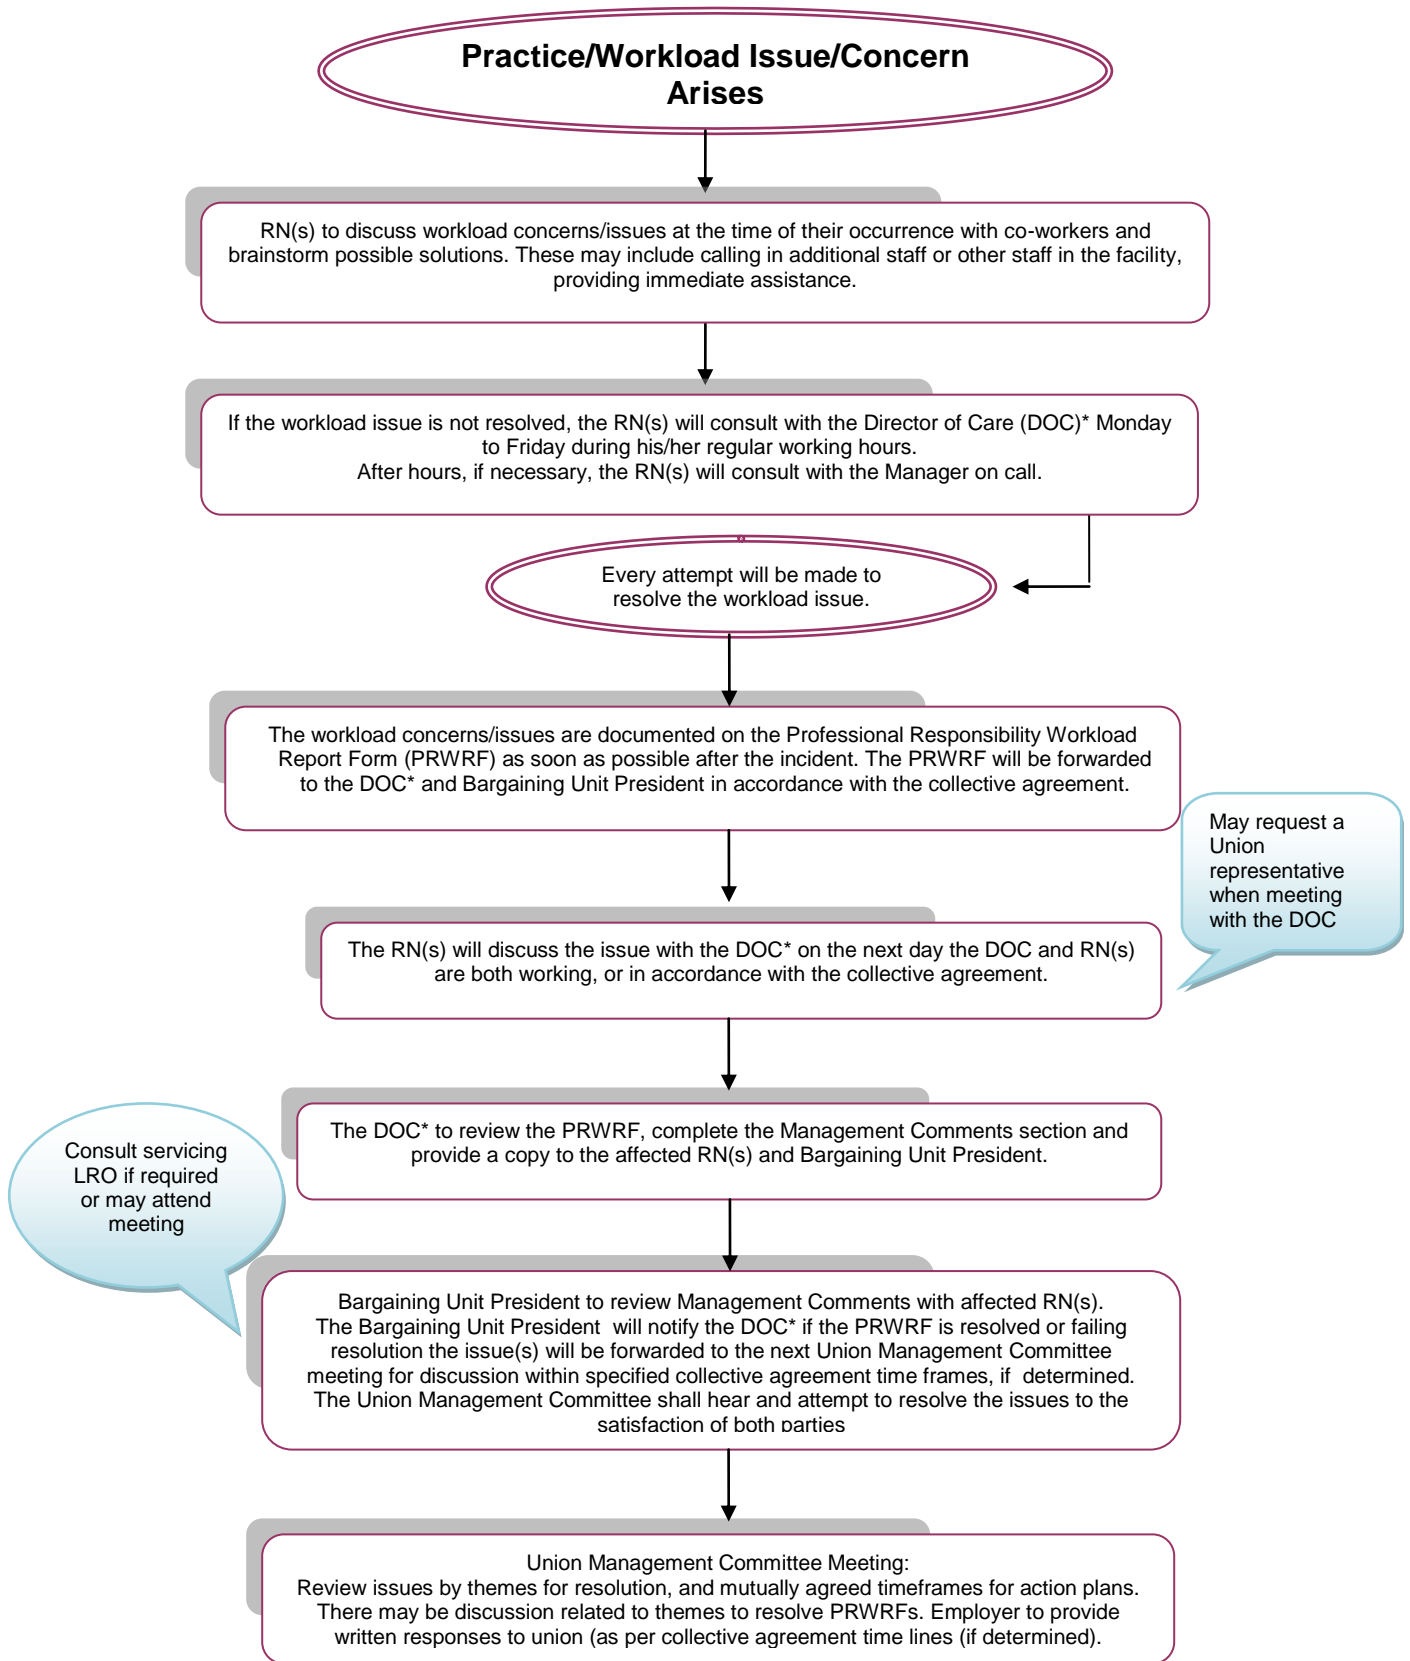 Practice/Workload Issue/Concern
Arises
RN(s) to discuss workload concerns/issues at the time of their occurrence with co-workers and
brainstorm possible solutions. These may include calling in additional staff or other staff in the facility,
providing immediate assistance.
If the workload issue is not resolved, the RN(s) will consult with the Director of Care (DOC)* Monday
to Friday during his/her regular working hours.
After hours, if necessary, the RN(s) will consult with the Manager on call.
Every attempt will be made to
resolve the workload issue.
The workload concerns/issues are documented on the Professional Responsibility Workload
Report Form (PRWRF) as soon as possible after the incident. The PRWRF will be forwarded
to the DOC* and Bargaining Unit President in accordance with the collective agreement.
May request a
Union
representative
when meeting
with the DOC
The RN(s) will discuss the issue with the DOC* on the next day the DOC and RN(s)
are both working, or in accordance with the collective agreement.
The DOC* to review the PRWRF, complete the Management Comments section and
provide a copy to the affected RN(s) and Bargaining Unit President.
Consult servicing
LRO if required
or may attend
meeting
Bargaining Unit President to review Management Comments with affected RN(s).
The Bargaining Unit President will notify the DOC* if the PRWRF is resolved or failing
resolution the issue(s) will be forwarded to the next Union Management Committee
meeting for discussion within specified collective agreement time frames, if determined.
The Union Management Committee shall hear and attempt to resolve the issues to the
satisfaction of both parties
Union Management Committee Meeting:
Review issues by themes for resolution, and mutually agreed timeframes for action plans.
There may be discussion related to themes to resolve PRWRFs. Employer to provide
written responses to union (as per collective agreement time lines (if determined).